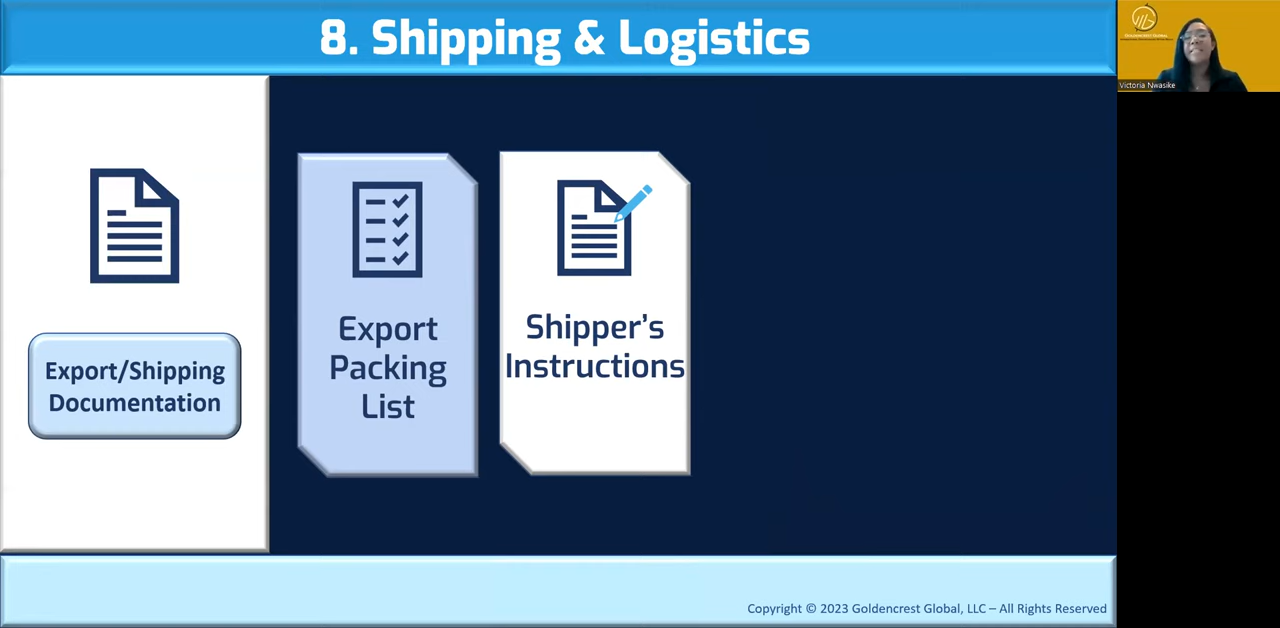 8. Shipping & Logistics
Victoria Nwasike
Export/Shipping
Documentation
Export
Packing
List
Shipper's
Instructions
Copyright © 2023 Goldencrest Global, LLC – All Rights Reserved